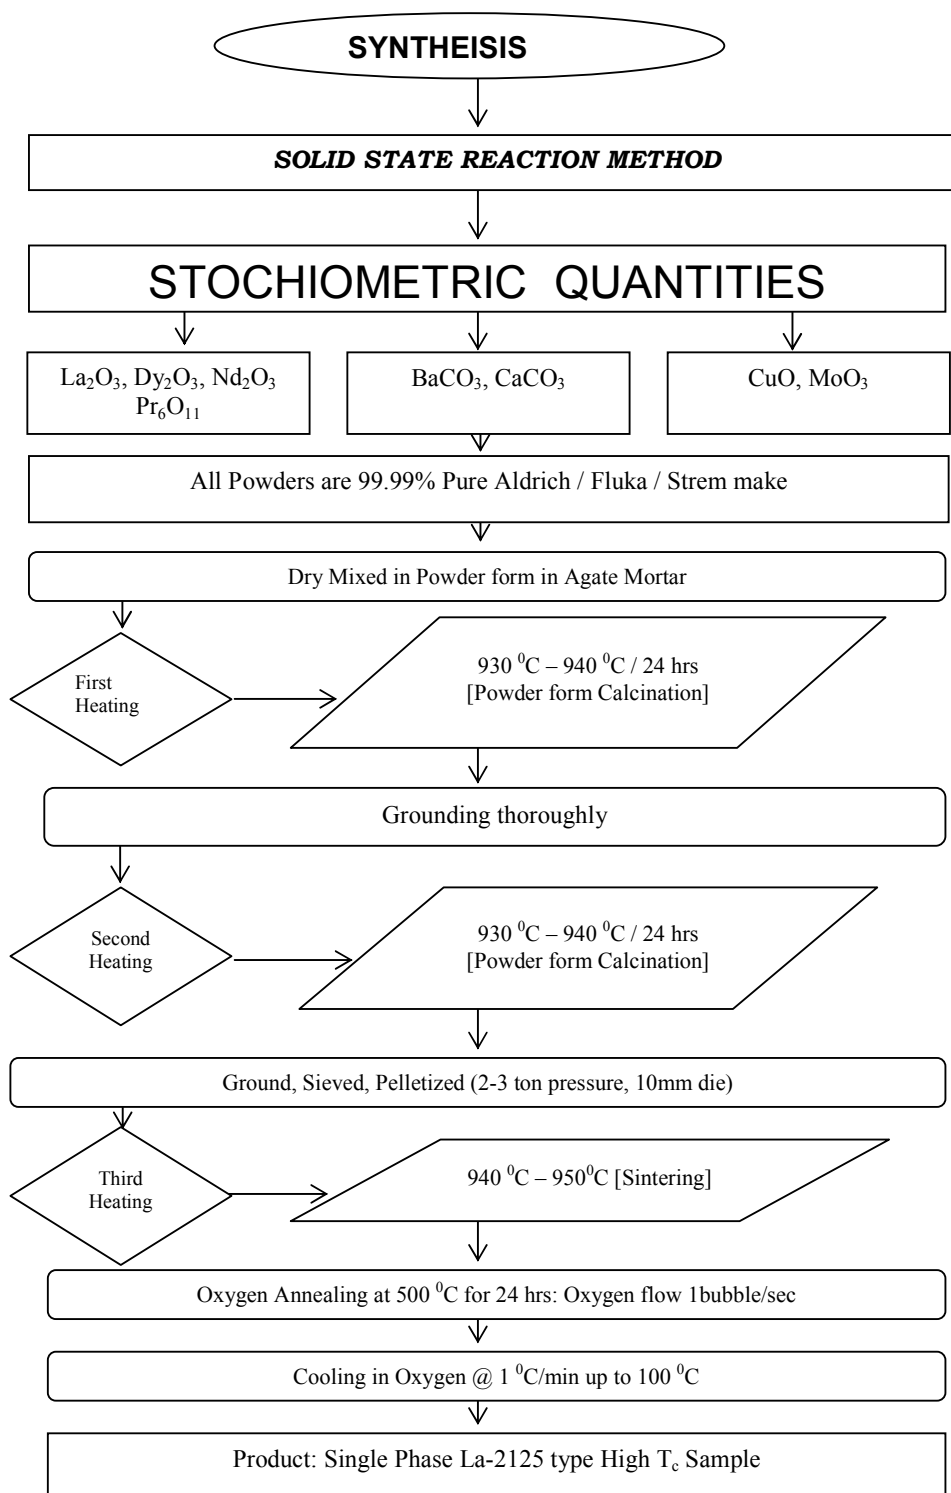 SYNTHEISIS
SOLID STATE REACTION METHOD
STOCHIOMETRIC QUANTITIES
La₂O₃, Dy₂O₃, Nd₂O₃
Pr₆O₁₁
BaCO₃, CaCO₃
CuO, MoO₃
All Powders are 99.99% Pure Aldrich / Fluka / Strem make
Dry Mixed in Powder form in Agate Mortar
First
Heating
930 ⁰C – 940 ⁰C / 24 hrs
[Powder form Calcination]
Grounding thoroughly
Second
Heating
930 ⁰C – 940 ⁰C / 24 hrs
[Powder form Calcination]
Ground, Sieved, Pelletized (2-3 ton pressure, 10mm die)
Third
Heating
940 ⁰C – 950⁰C [Sintering]
Oxygen Annealing at 500 ⁰C for 24 hrs: Oxygen flow 1bubble/sec
Cooling in Oxygen @ 1 ⁰C/min up to 100 ⁰C
Product: Single Phase La-2125 type High T_c Sample